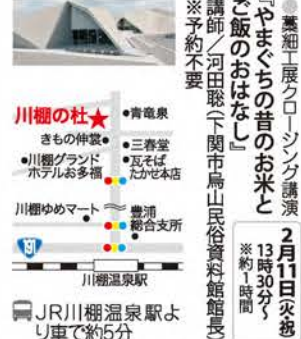 ●藁細工展クロージング講演
『やまぐちの昔のお米と
ご飯のおはなし』
講師／河田聡（下関市烏山民俗資料館館長）
※予約不要
2月11日(火・祝)
13時30分〜
※約1時間
川棚の杜★
●青竜泉
きもの伸裳●
●三春堂
●川棚グランド
ホテルお多福
●瓦そば
たかせ本店
川棚ゆめマート●
●豊浦
総合支所
191
川棚温泉駅
JR川棚温泉駅よ
り車で約5分